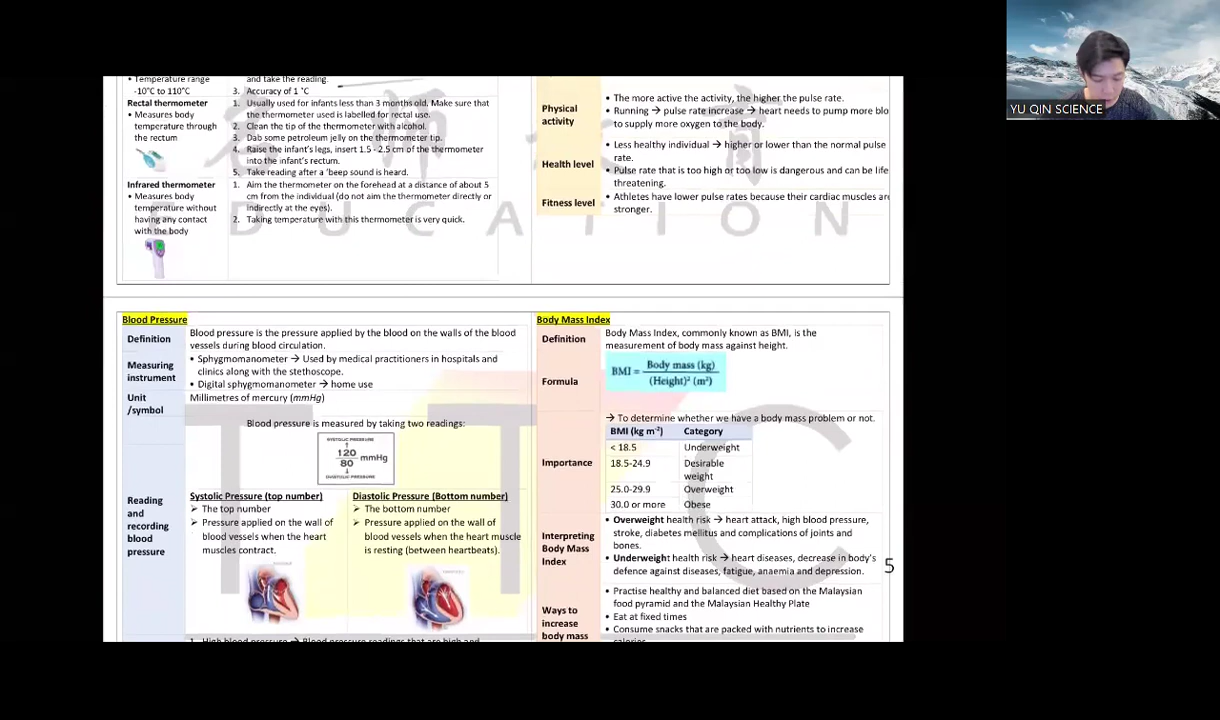 • Temperature range
-10°C to 110°C
and take the reading.
3. Accuracy of 1 °C
Rectal thermometer
• Measures body
temperature through
the rectum
1. Usually used for infants less than 3 months old. Make sure that
the thermometer used is labelled for rectal use.
2. Clean the tip of the thermometer with alcohol.
3. Dab some petroleum jelly on the thermometer tip.
4. Raise the infant's legs, insert 1.5 - 2.5 cm of the thermometer
into the infant's rectum.
5. Take reading after a 'beep sound is heard.
Infrared thermometer
• Measures body
temperature without
having any contact
with the body
1. Aim the thermometer on the forehead at a distance of about 5
cm from the individual (do not aim the thermometer directly or
indirectly at the eyes).
2. Taking temperature with this thermometer is very quick.
Physical
activity
• The more active the activity, the higher the pulse rate.
• Running → pulse rate increase → heart needs to pump more blo
to supply more oxygen to the body.
Health level
• Less healthy individual → higher or lower than the normal pulse
rate.
• Pulse rate that is too high or too low is dangerous and can be life
threatening.
Fitness level
• Athletes have lower pulse rates because their cardiac muscles are
stronger.
師 育
DUCATION
Blood Pressure
Definition
Blood pressure is the pressure applied by the blood on the walls of the blood
vessels during blood circulation.
Measuring
instrument
• Sphygmomanometer → Used by medical practitioners in hospitals and
clinics along with the stethoscope.
• Digital sphygmomanometer → home use
Unit
/symbol
Millimetres of mercury (mmHg)
Reading
and
recording
blood
pressure
Blood pressure is measured by taking two readings:
SYSTOLIC PRESSURE
120
80 mmHg
DIASTOLIC PRESSURE
Systolic Pressure (top number)
➢ The top number
➢ Pressure applied on the wall of
blood vessels when the heart
muscles contract.
Diastolic Pressure (Bottom number)
➢ The bottom number
➢ Pressure applied on the wall of
blood vessels when the heart muscle
is resting (between heartbeats).
1. High blood pressure → Blood pressure readings that are high and
Body Mass Index
Definition
Body Mass Index, commonly known as BMI, is the
measurement of body mass against height.
Formula
BMI = Body mass (kg)
(Height)² (m²)
Importance
→ To determine whether we have a body mass problem or not.
BMI (kg m⁻²) Category
< 18.5 Underweight
18.5-24.9 Desirable
weight
25.0-29.9 Overweight
30.0 or more Obese
Interpreting
Body Mass
Index
• Overweight health risk → heart attack, high blood pressure,
stroke, diabetes mellitus and complications of joints and
bones.
• Underweight health risk → heart diseases, decrease in body's
defence against diseases, fatigue, anaemia and depression.
Ways to
increase
body mass
• Practise healthy and balanced diet based on the Malaysian
food pyramid and the Malaysian Healthy Plate
• Eat at fixed times
• Consume snacks that are packed with nutrients to increase
calories
5
TTC
YU QIN SCIENCE